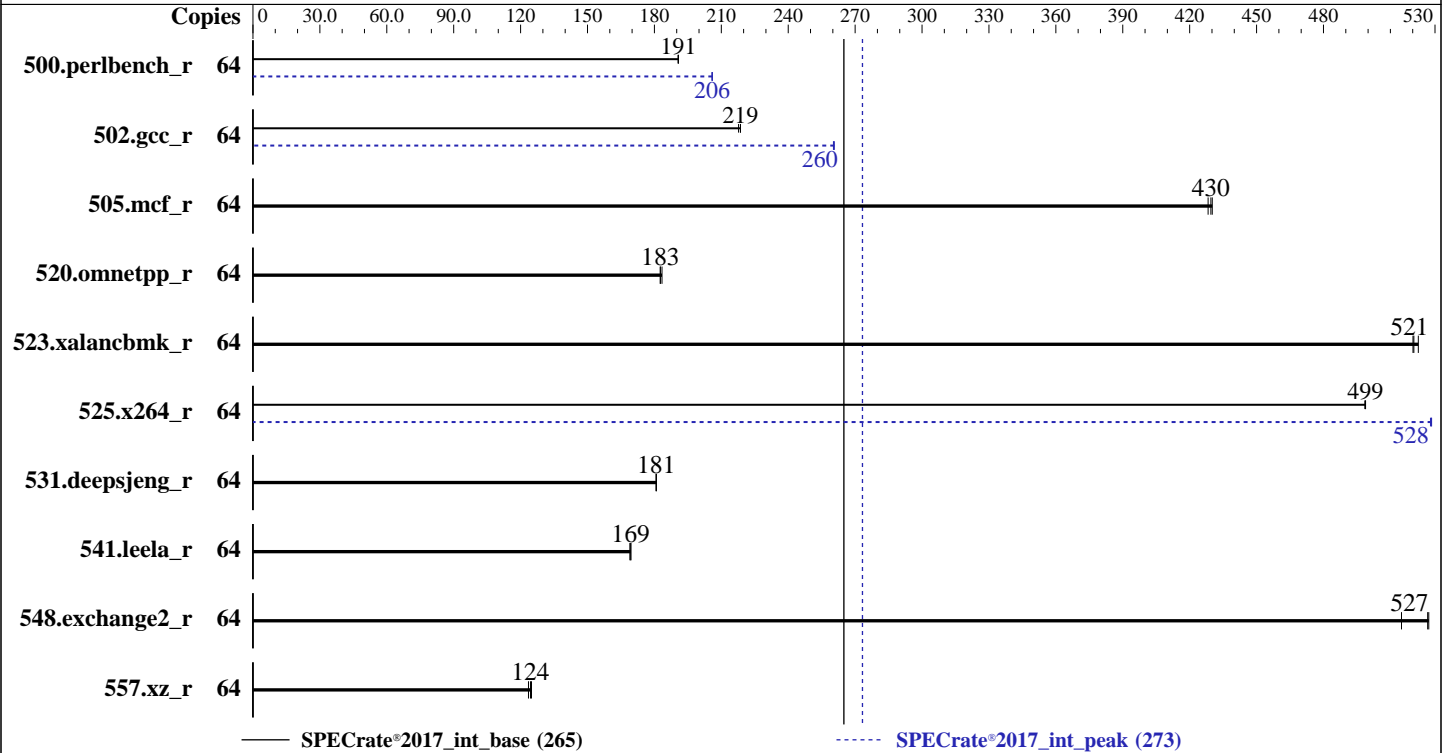 Copies 0 30.0 60.0 90.0 120 150 180 210 240 270 300 330 360 390 420 450 480 530
500.perlbench_r 64 191
206
502.gcc_r 64 219
260
505.mcf_r 64 430
520.omnetpp_r 64 183
523.xalancbmk_r 64 521
525.x264_r 64 499
528
531.deepsjeng_r 64 181
541.leela_r 64 169
548.exchange2_r 64 527
557.xz_r 64 124
SPECrate®2017_int_base (265) SPECrate®2017_int_peak (273)